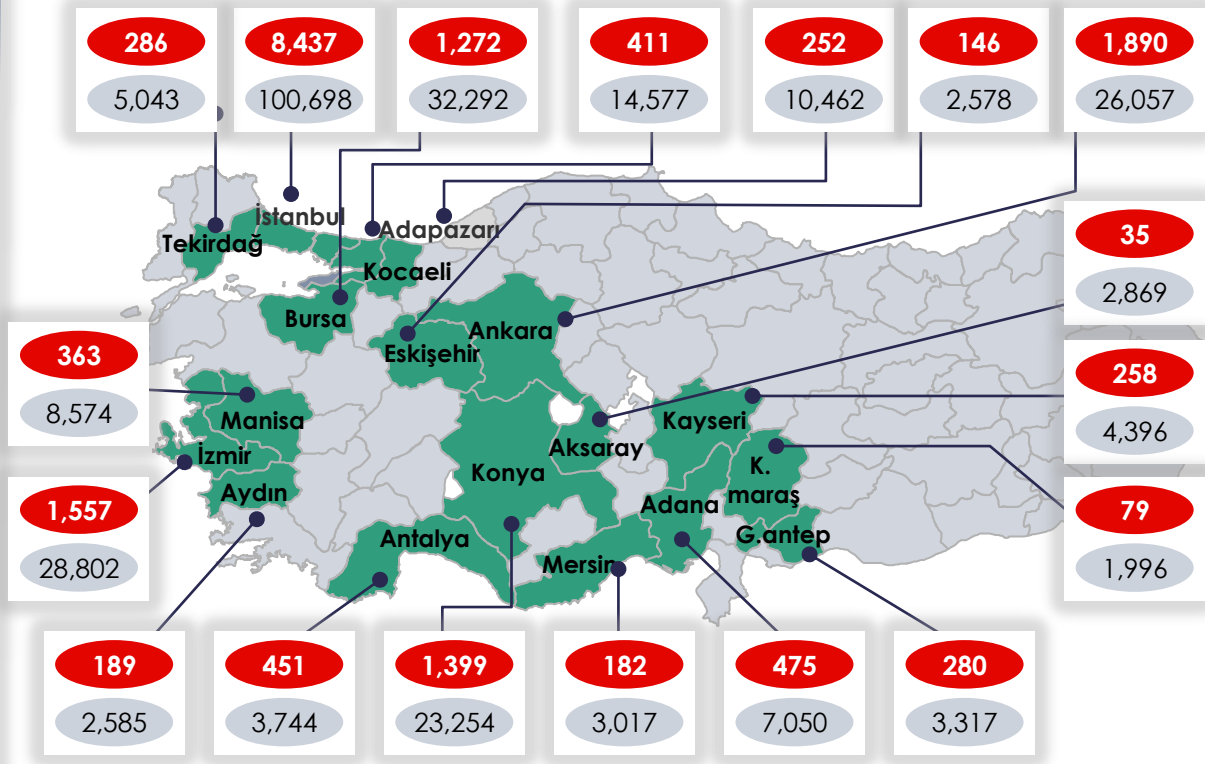 286
5,043
8,437
100,698
1,272
32,292
411
14,577
252
10,462
146
2,578
1,890
26,057
İstanbul
Adapazarı
Tekirdağ
Kocaeli
Bursa
Ankara
Eskişehir
35
2,869
363
8,574
258
4,396
Manisa
Kayseri
İzmir
Aksaray
Konya
K.
maraş
Aydın
Adana
Antalya
G.antep
Mersin
1,557
28,802
79
1,996
189
2,585
451
3,744
1,399
23,254
182
3,017
475
7,050
280
3,317